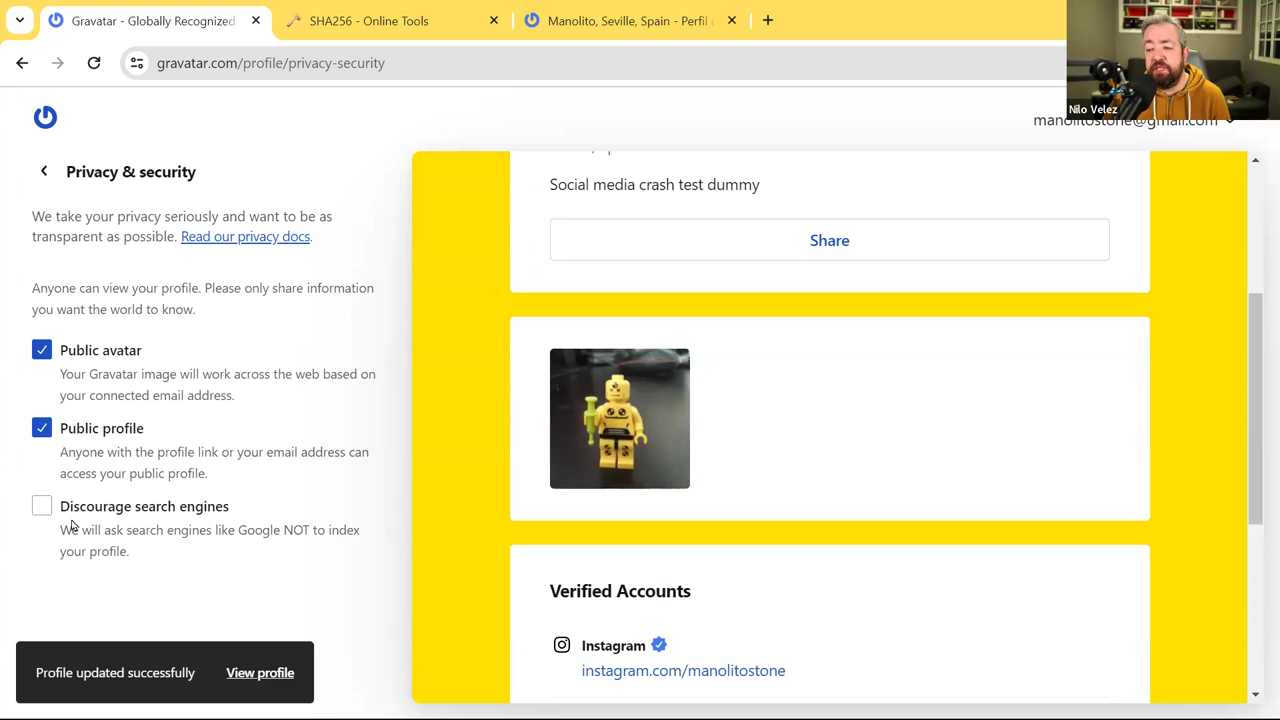 Gravatar - Globally Recognized
SHA256 - Online Tools
Manolito, Seville, Spain - Perfil
gravatar.com/profile/privacy-security
Nilo Velez
manolitostone@gmail.com
Privacy & security
We take your privacy seriously and want to be as
transparent as possible. Read our privacy docs.
Anyone can view your profile. Please only share information
you want the world to know.
Public avatar
Your Gravatar image will work across the web based on
your connected email address.
Public profile
Anyone with the profile link or your email address can
access your public profile.
Discourage search engines
We will ask search engines like Google NOT to index
your profile.
Profile updated successfully
View profile
Social media crash test dummy
Share
Verified Accounts
Instagram
instagram.com/manolitostone